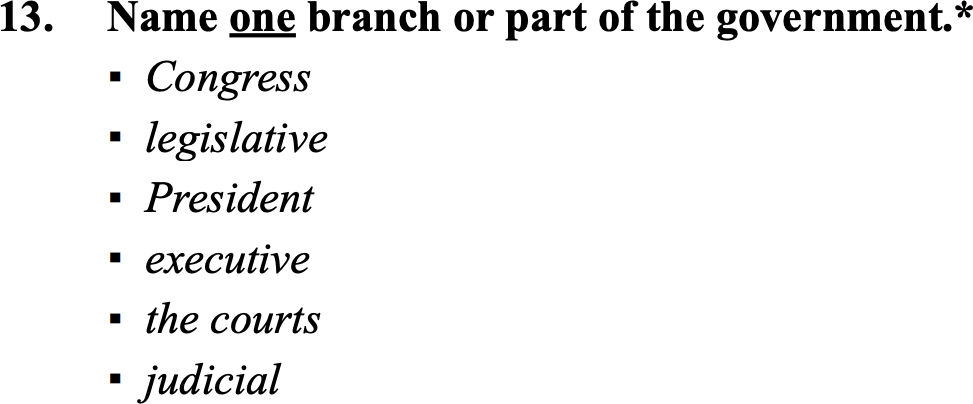 13. Name one branch or part of the government.*
▪ Congress
▪ legislative
▪ President
▪ executive
▪ the courts
▪ judicial